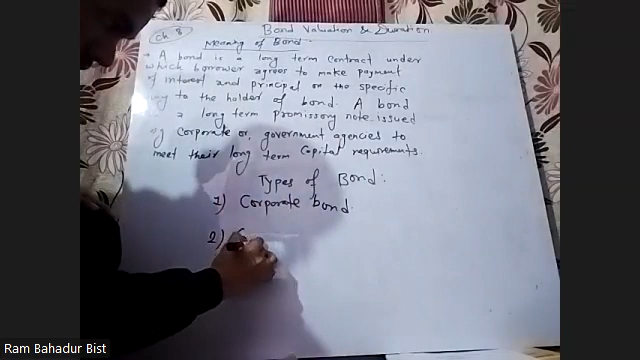 Ch 8
Bond Valuation & Duration
Meaning of Bond:
→ A bond is a long term contract under
which borrower agrees to make payment
of interest and principal on the specific
to the holder of bond. A bond
a long term promissory note issued
corporate or, government agencies to
meet their long term Capital requirements.
Types of Bond:
1) Corporate bond.
2)
Ram Bahadur Bist